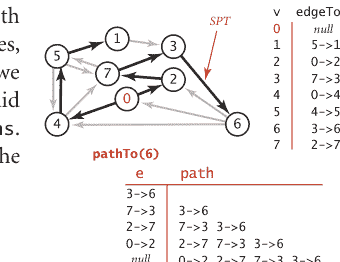 th
es,
we
id
ns.
he
SPT
1
3
5
7
2
0
4
6
v edgeTo
0 null
1 5->1
2 0->2
3 7->3
4 0->4
5 4->5
6 3->6
7 2->7
pathTo(6)
e path
3->6
7->3 3->6
2->7 7->3 3->6
0->2 2->7 7->3 3->6
null 0->2 2->7 7->3 3->6